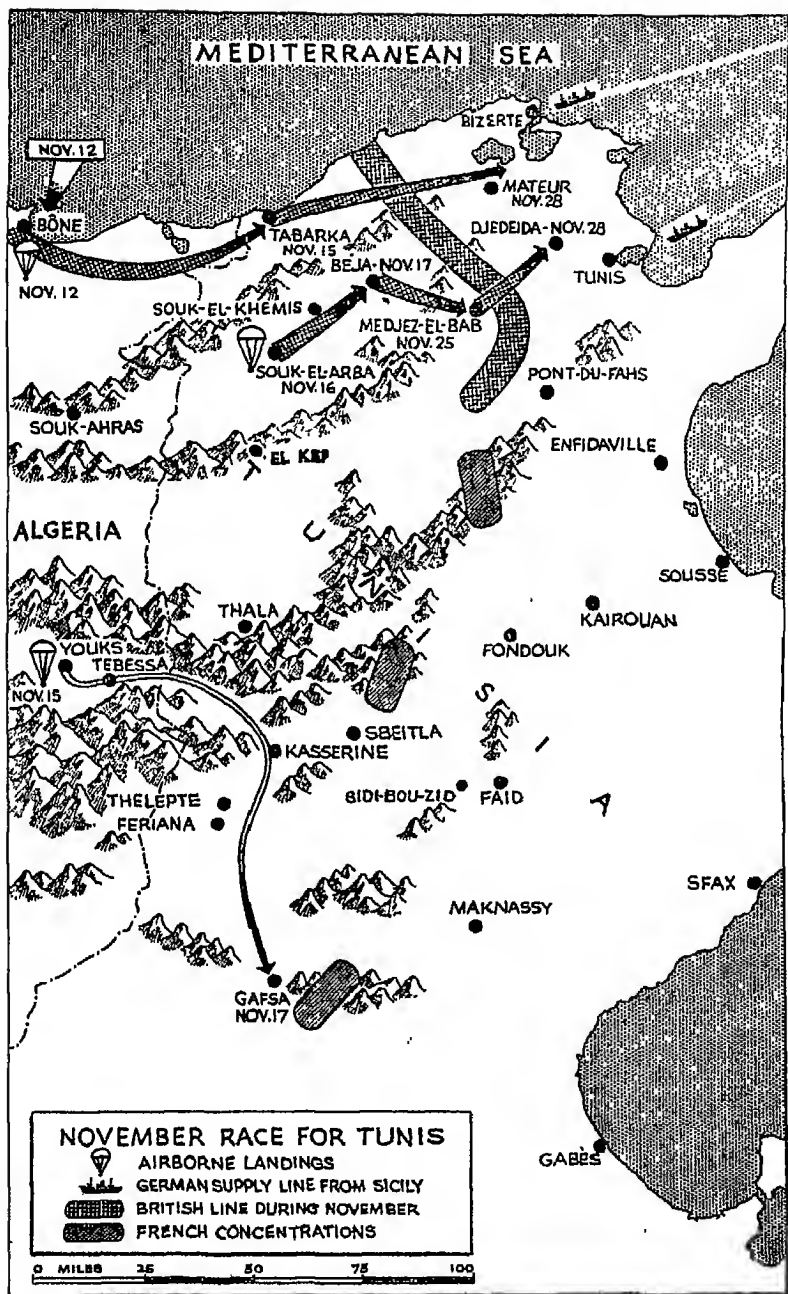 MEDITERRANEAN SEA
BIZERTE
NOV. 12
MATEUR
NOV. 28
BÔNE
TABARKA
NOV. 15
DJEDEIDA-NOV. 28
BEJA-NOV. 17
TUNIS
NOV. 12
SOUK-EL-KHEMIS
MEDJEZ-EL-BAB
NOV. 25
SOUK-EL-ARBA
NOV. 16
PONT-DU-FAHS
SOUK-AHRAS
ENFIDAVILLE
EL KEF
ALGERIA
TUNISIA
SOUSSE
THALA
KAIROUAN
YOUKS
FONDOUK
TEBESSA
NOV. 15
SBEITLA
KASSERINE
SIDI-BOU-ZID
FAID
THELEPTE
FERIANA
SFAX
MAKNASSY
GAFSA
NOV. 17
GABÈS
NOVEMBER RACE FOR TUNIS
AIRBORNE LANDINGS
GERMAN SUPPLY LINE FROM SICILY
BRITISH LINE DURING NOVEMBER
FRENCH CONCENTRATIONS
0 MILES 25 55 100